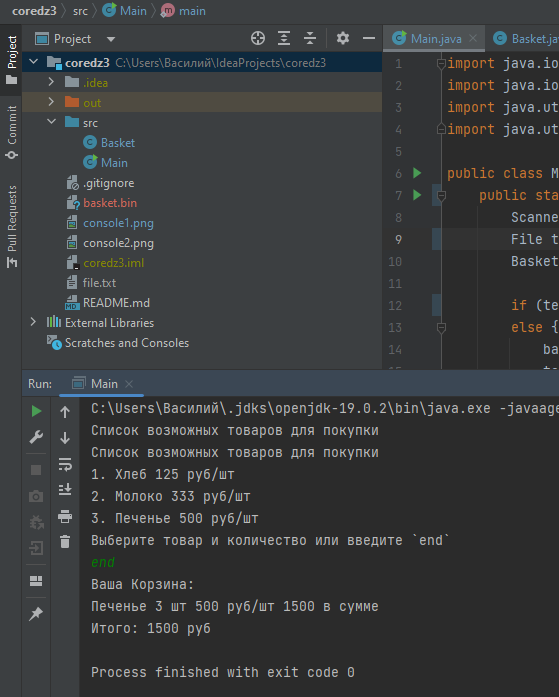 coredz3 src Main main
Project
Commit
Pull Requests
Project
coredz3 C:\Users\Василий\IdeaProjects\coredz3
.idea
out
src
Basket
Main
.gitignore
basket.bin
console1.png
console2.png
coredz3.iml
file.txt
README.md
External Libraries
Scratches and Consoles
Main.java Basket.ja
1 import java.io
2 import java.io
3 import java.ut
4 import java.ut
5
6 public class M
7 public sta
8 Scanne
9 File t
10 Basket
11
12 if (te
13 else {
14 ba
Run: Main
C:\Users\Василий\.jdks\openjdk-19.0.2\bin\java.exe -javaage
Список возможных товаров для покупки
Список возможных товаров для покупки
1. Хлеб 125 руб/шт
2. Молоко 333 руб/шт
3. Печенье 500 руб/шт
Выберите товар и количество или введите `end`
end
Ваша Корзина:
Печенье 3 шт 500 руб/шт 1500 в сумме
Итого: 1500 руб
Process finished with exit code 0